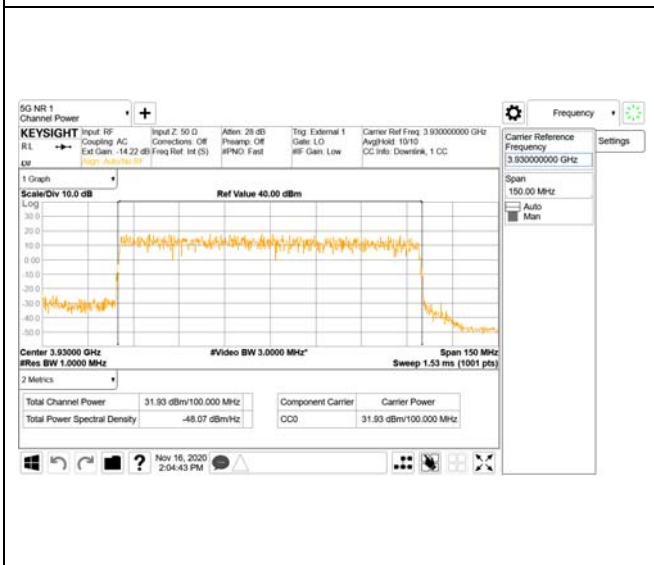 5G NR 1
Channel Power
Frequency
KEYSIGHT
RL
Input: RF
Coupling: AC
Ext Gain: -14.22 dB
Align: Auto/No RF
Input Z: 50 Ω
Corrections: Off
Freq Ref: Int (S)
Atten: 28 dB
Preamp: Off
#PNO: Fast
Trig: External 1
Gate: LO
#IF Gain: Low
Carrier Ref Freq: 3.930000000 GHz
Avg|Hold: 10/10
CC Info: Downlink, 1 CC
Carrier Reference
Frequency
3.930000000 GHz
Settings
Span
150.00 MHz
Auto
Man
1 Graph
Scale/Div 10.0 dB
Ref Value 40.00 dBm
Log
30.0
20.0
10.0
0.00
-10.0
-20.0
-30.0
-40.0
-50.0
Center 3.93000 GHz
#Video BW 3.0000 MHz*
Span 150 MHz
#Res BW 1.0000 MHz
Sweep 1.53 ms (1001 pts)
2 Metrics
Total Channel Power 31.93 dBm/100.000 MHz
Total Power Spectral Density -48.07 dBm/Hz
Component Carrier Carrier Power
CC0 31.93 dBm/100.000 MHz
Nov 16, 2020
2:04:43 PM